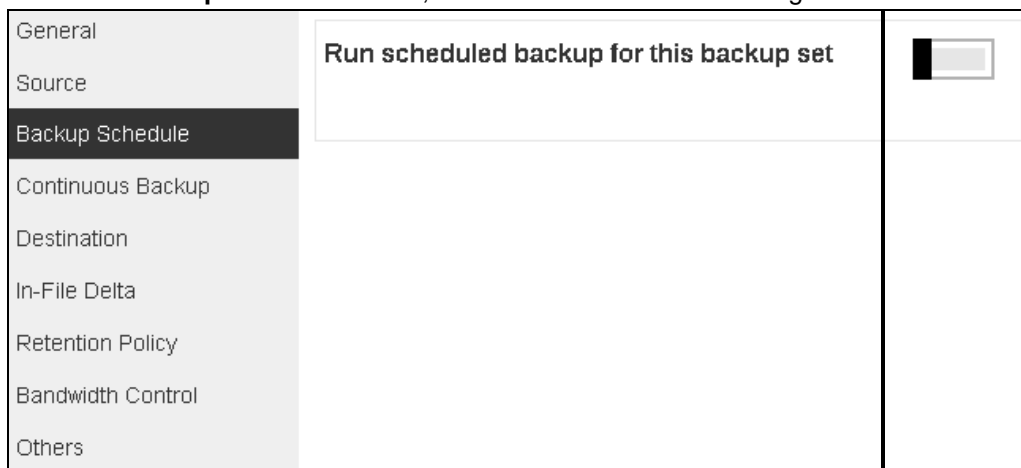 General
Source
Backup Schedule
Continuous Backup
Destination
In-File Delta
Retention Policy
Bandwidth Control
Others
Run scheduled backup for this backup set